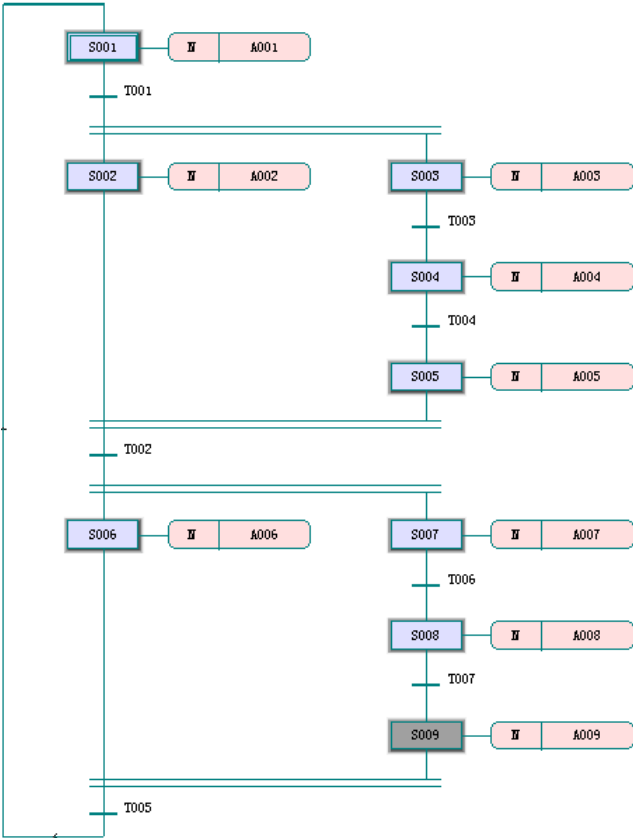 S001 N A001
T001
S002 N A002 S003 N A003
T003
S004 N A004
T004
S005 N A005
T002
S006 N A006 S007 N A007
T006
S008 N A008
T007
S009 N A009
T005